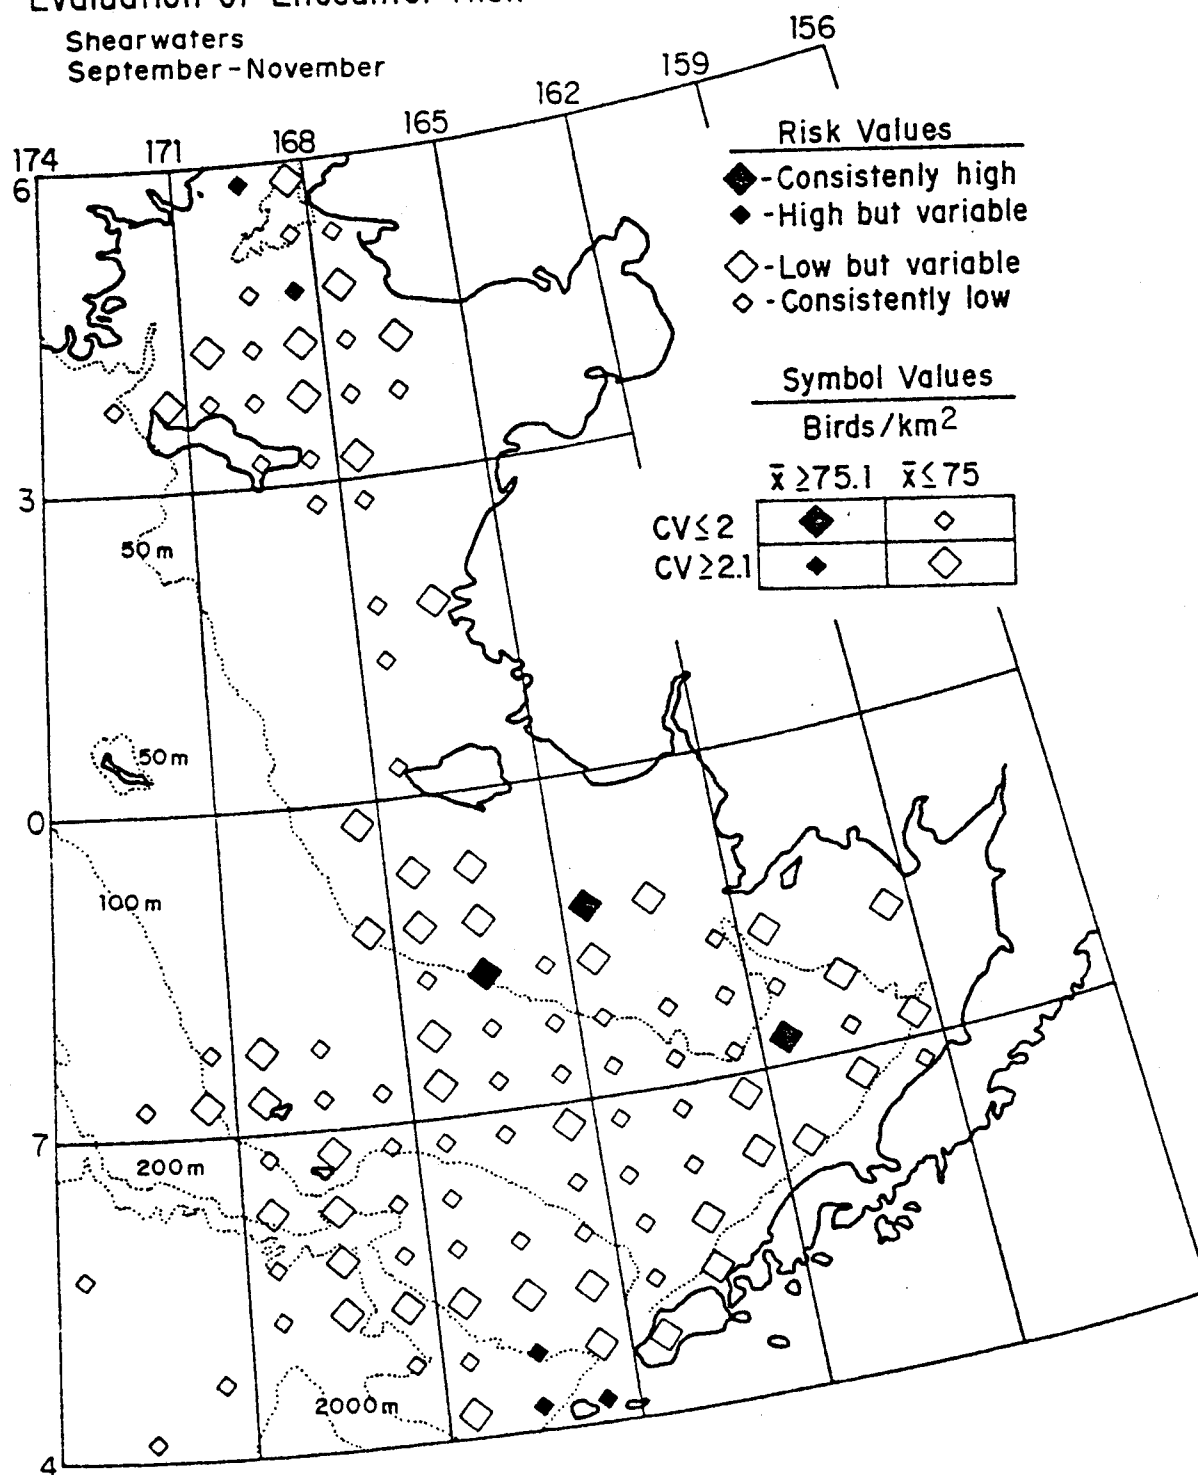 Shearwaters
September-November
156
159
162
165
168
171
174
6
3
0
7
4
Risk Values
-Consistenly high
-High but variable
-Low but variable
-Consistently low
Symbol Values
Birds/km2
x̄ ≥75.1 x̄ ≤75
CV≤2
CV≥2.1
50m
50m
100m
200m
2000m